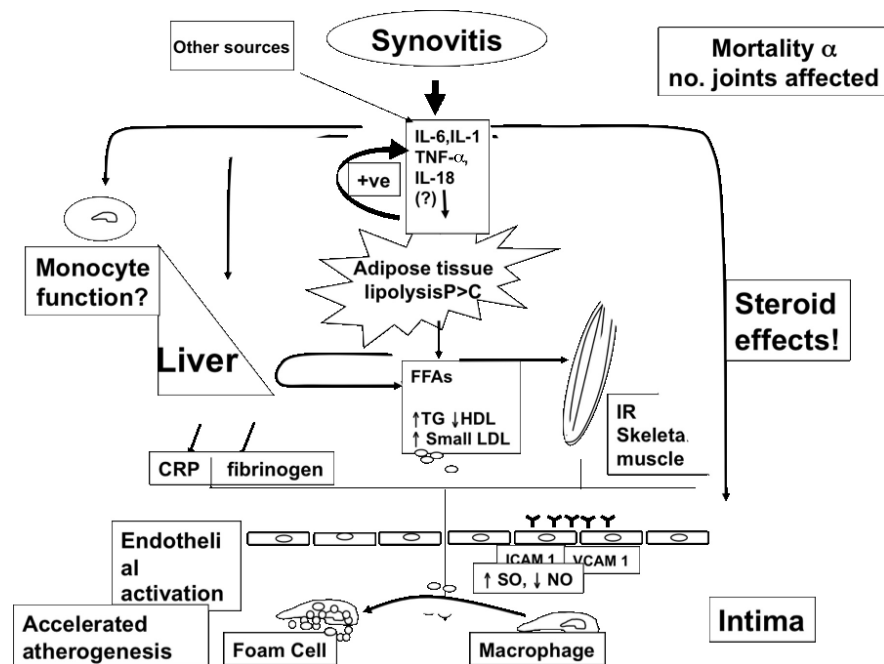 Other sources
Synovitis
Mortality α
no. joints affected
IL-6,IL-1
TNF-α,
IL-18
(?)
+ve
Monocyte
function?
Adipose tissue
lipolysisP>C
Steroid
effects!
Liver
FFAs
↑TG ↓HDL
↑ Small LDL
IR
Skeleta
muscle
CRP
fibrinogen
Endotheli
al
activation
ICAM 1
VCAM 1
↑ SO, ↓ NO
Accelerated
atherogenesis
Foam Cell
Macrophage
Intima